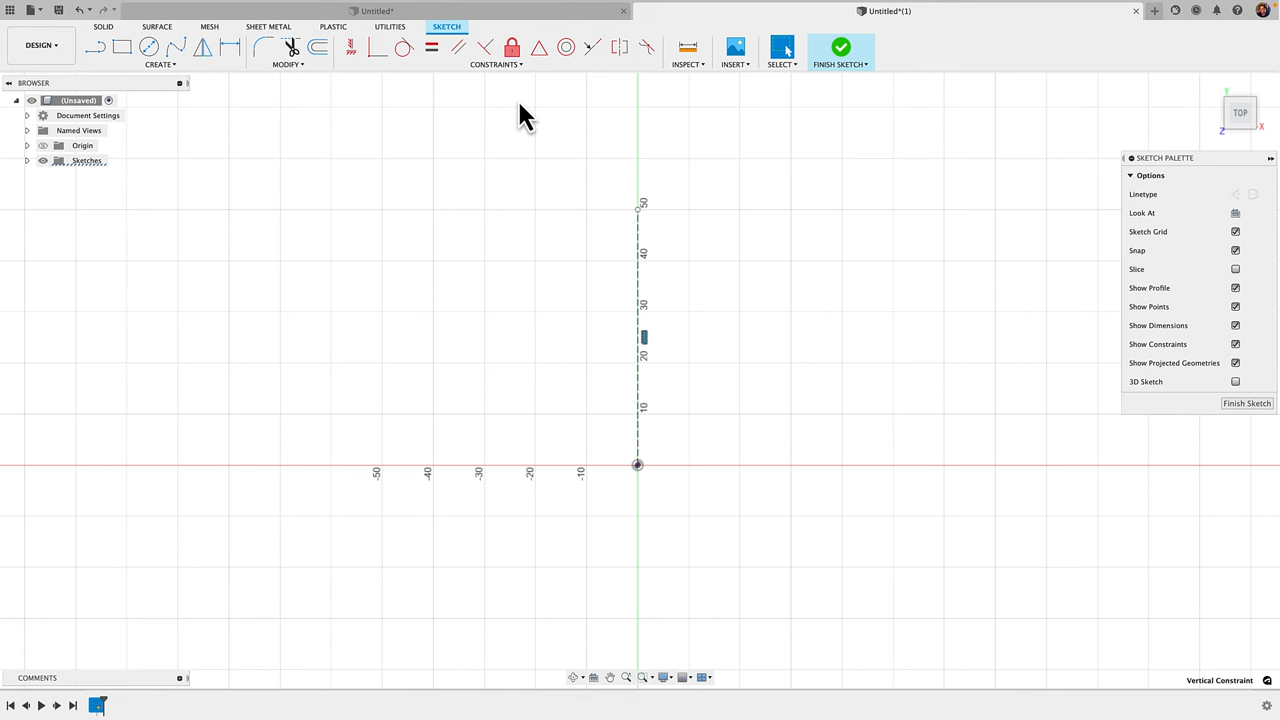 Untitled*
Untitled*(1)
DESIGN
SOLID
SURFACE
MESH
SHEET METAL
PLASTIC
UTILITIES
SKETCH
CREATE
MODIFY
CONSTRAINTS
INSPECT
INSERT
SELECT
FINISH SKETCH
BROWSER
(Unsaved)
Document Settings
Named Views
Origin
Sketches
TOP
Y
X
Z
SKETCH PALETTE
Options
Linetype
Look At
Sketch Grid
Snap
Slice
Show Profile
Show Points
Show Dimensions
Show Constraints
Show Projected Geometries
3D Sketch
Finish Sketch
50
40
30
20
10
-50
-40
-30
-20
-10
COMMENTS
Vertical Constraint